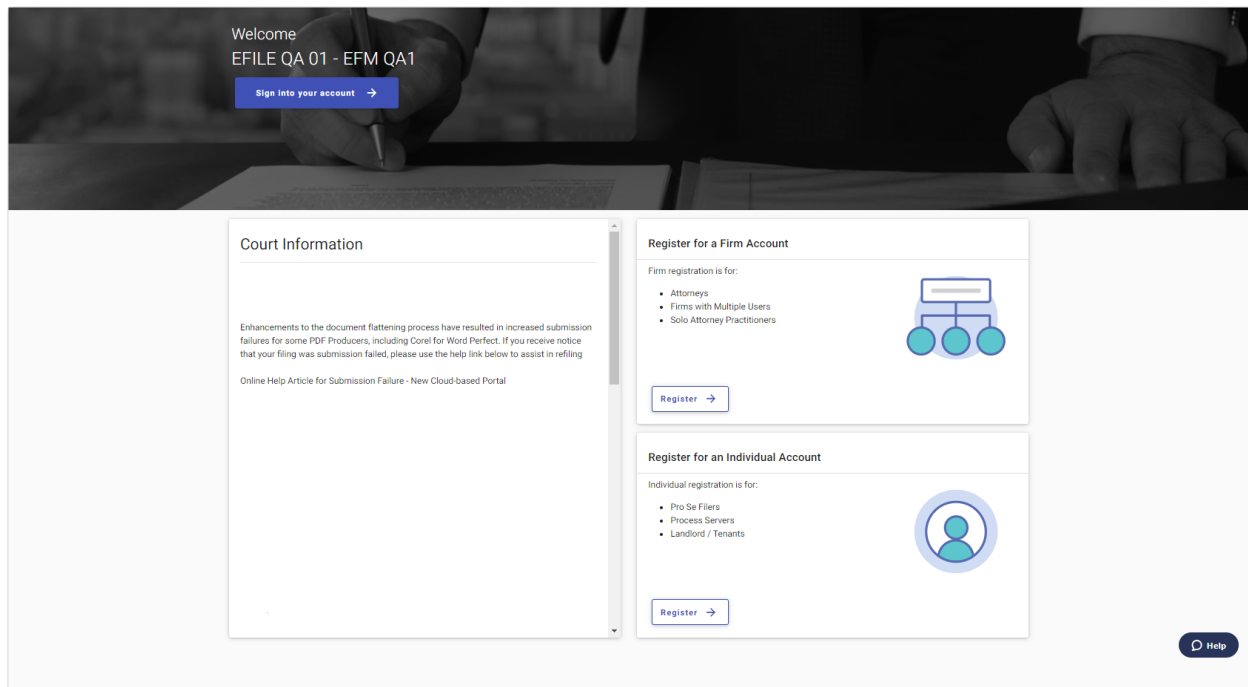 Welcome
EFILE QA 01 - EFM QA1
Sign into your account
Court Information
Enhancements to the document flattening process have resulted in increased submission
failures for some PDF Producers, including Corel for Word Perfect. If you receive notice
that your filing was submission failed, please use the help link below to assist in refiling
Online Help Article for Submission Failure - New Cloud-based Portal
Register for a Firm Account
Firm registration is for:
Attorneys
Firms with Multiple Users
Solo Attorney Practitioners
Register
Register for an Individual Account
Individual registration is for:
Pro Se Filers
Process Servers
Landlord / Tenants
Register
Help